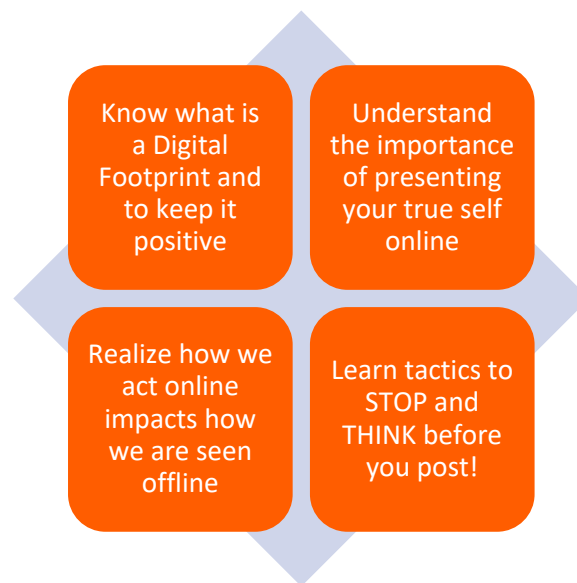 Know what is
a Digital
Footprint and
to keep it
positive
Understand
the importance
of presenting
your true self
online
Realize how we
act online
impacts how
we are seen
offline
Learn tactics to
STOP and
THINK before
you post!